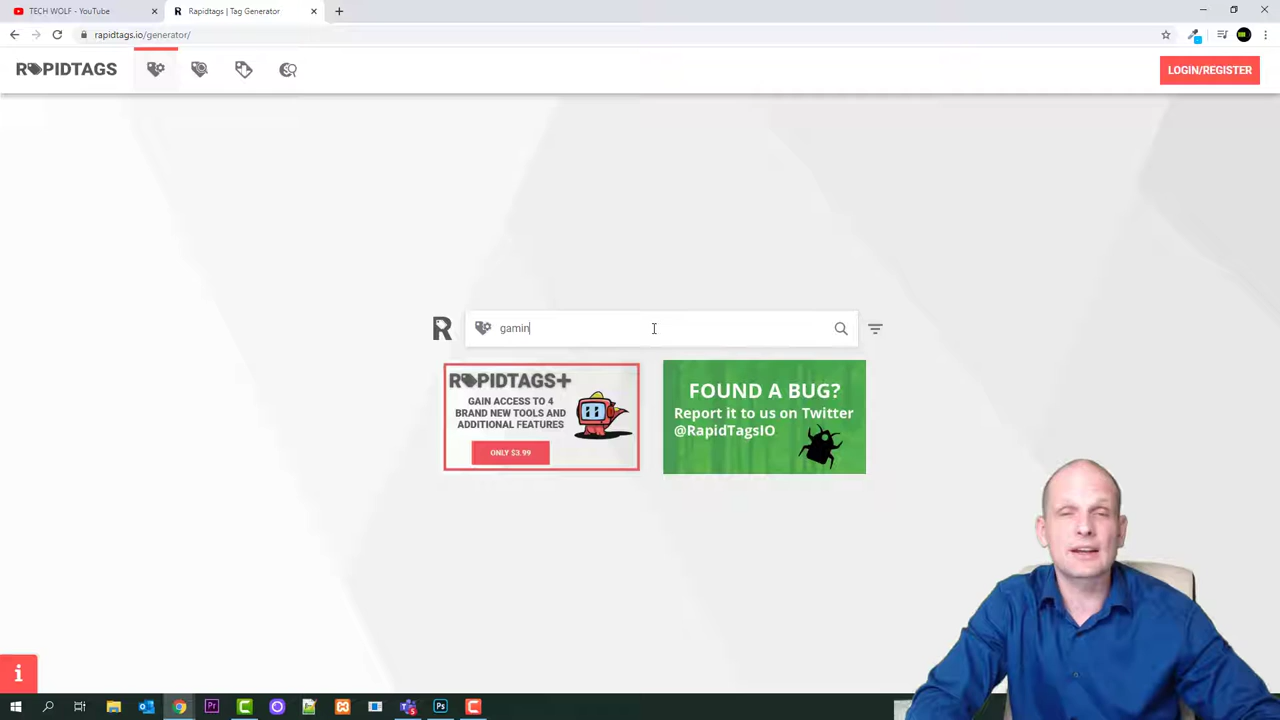 TECH WOLF - YouTube
Rapidtags | Tag Generator
rapidtags.io/generator/
RAPIDTAGS
LOGIN/REGISTER
R
gamin
RAPIDTAGS+
GAIN ACCESS TO 4
BRAND NEW TOOLS AND
ADDITIONAL FEATURES
ONLY $3.99
FOUND A BUG?
Report it to us on Twitter
@RapidTagsIO
i